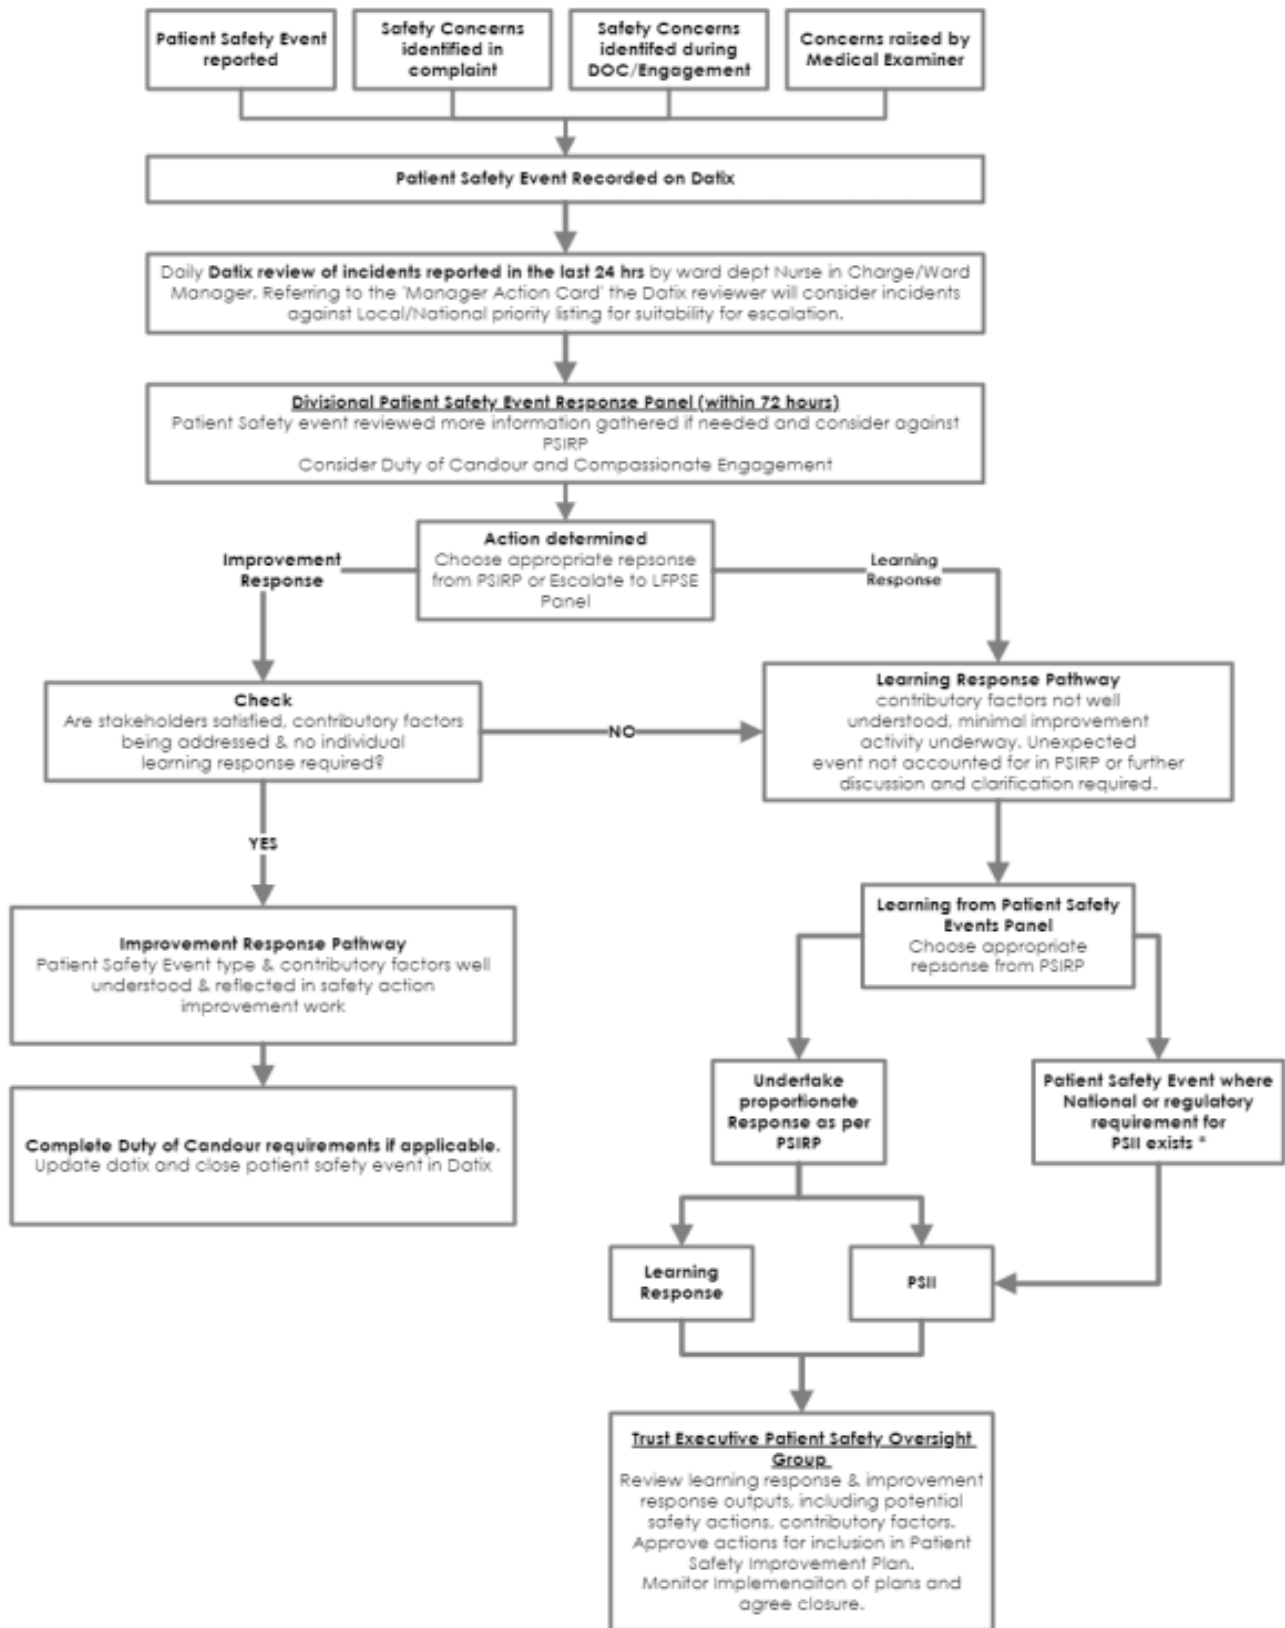 Patient Safety Event
reported
Safety Concerns
identified in
complaint
Safety Concerns
identifed during
DOC/Engagement
Concerns raised by
Medical Examiner
Patient Safety Event Recorded on Datix
Daily Datix review of incidents reported in the last 24 hrs by ward dept Nurse in Charge/Ward
Manager. Referring to the 'Manager Action Card' the Datix reviewer will consider incidents
against Local/National priority listing for suitability for escalation.
Divisional Patient Safety Event Response Panel (within 72 hours)
Patient Safety event reviewed more information gathered if needed and consider against
PSIRP
Consider Duty of Candour and Compassionate Engagement
Action determined
Choose appropriate repsonse
from PSIRP or Escalate to LFPSE
Panel
Improvement
Response
Learning
Response
Check
Are stakeholders satisfied, contributory factors
being addressed & no individual
learning response required?
NO
Learning Response Pathway
contributory factors not well
understood, minimal improvement
activity underway. Unexpected
event not accounted for in PSIRP or further
discussion and clarification required.
YES
Learning from Patient Safety
Events Panel
Choose appropriate
repsonse from PSIRP
Improvement Response Pathway
Patient Safety Event type & contributory factors well
understood & reflected in safety action
improvement work
Undertake
proportionate
Response as per
PSIRP
Patient Safety Event where
National or regulatory
requirement for
PSII exists *
Complete Duty of Candour requirements if applicable.
Update datix and close patient safety event in Datix
Learning
Response
PSII
Trust Executive Patient Safety Oversight
Group
Review learning response & improvement
response outputs, including potential
safety actions, contributory factors.
Approve actions for inclusion in Patient
Safety Improvement Plan.
Monitor Implemenaiton of plans and
agree closure.